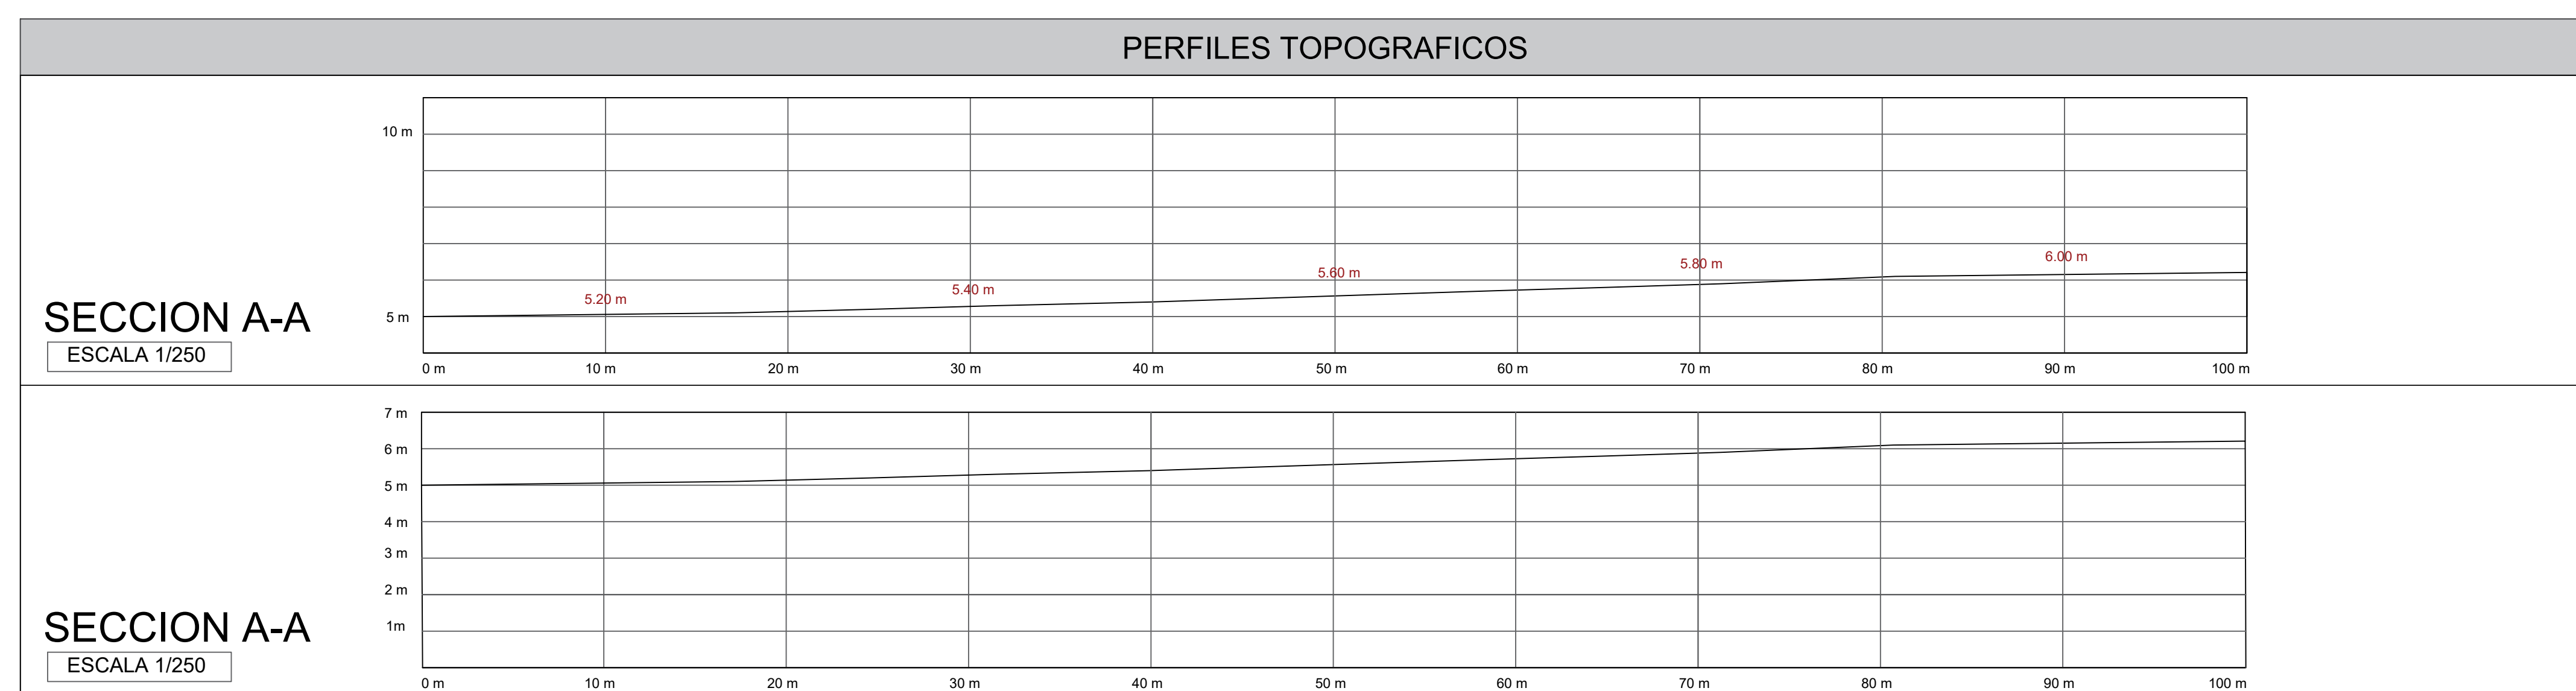 PERFILES TOPOGRAFICOS
10 m
6.00 m
5.80 m
5.60 m
5.40 m
5.20 m
5 m
SECCION A-A
ESCALA 1/250
0 m 10 m 20 m 30 m 40 m 50 m 60 m 70 m 80 m 90 m 100 m
7 m
6 m
5 m
4 m
3 m
2 m
1m
SECCION A-A
ESCALA 1/250
0 m 10 m 20 m 30 m 40 m 50 m 60 m 70 m 80 m 90 m 100 m